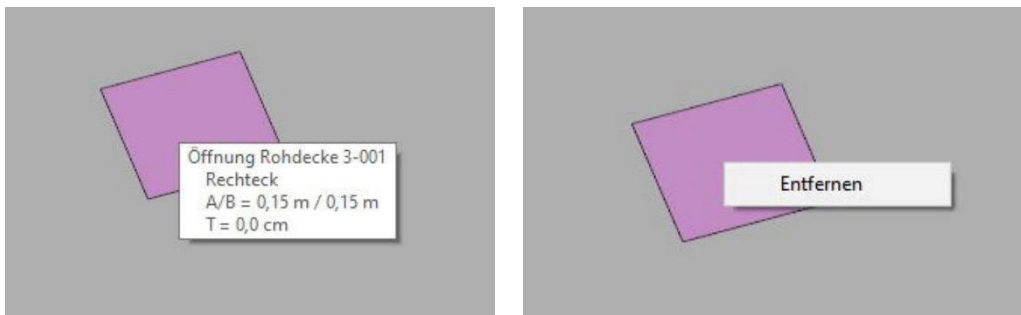 Öffnung Rohdecke 3-001
Rechteck
A/B = 0,15 m / 0,15 m
T = 0,0 cm
Entfernen